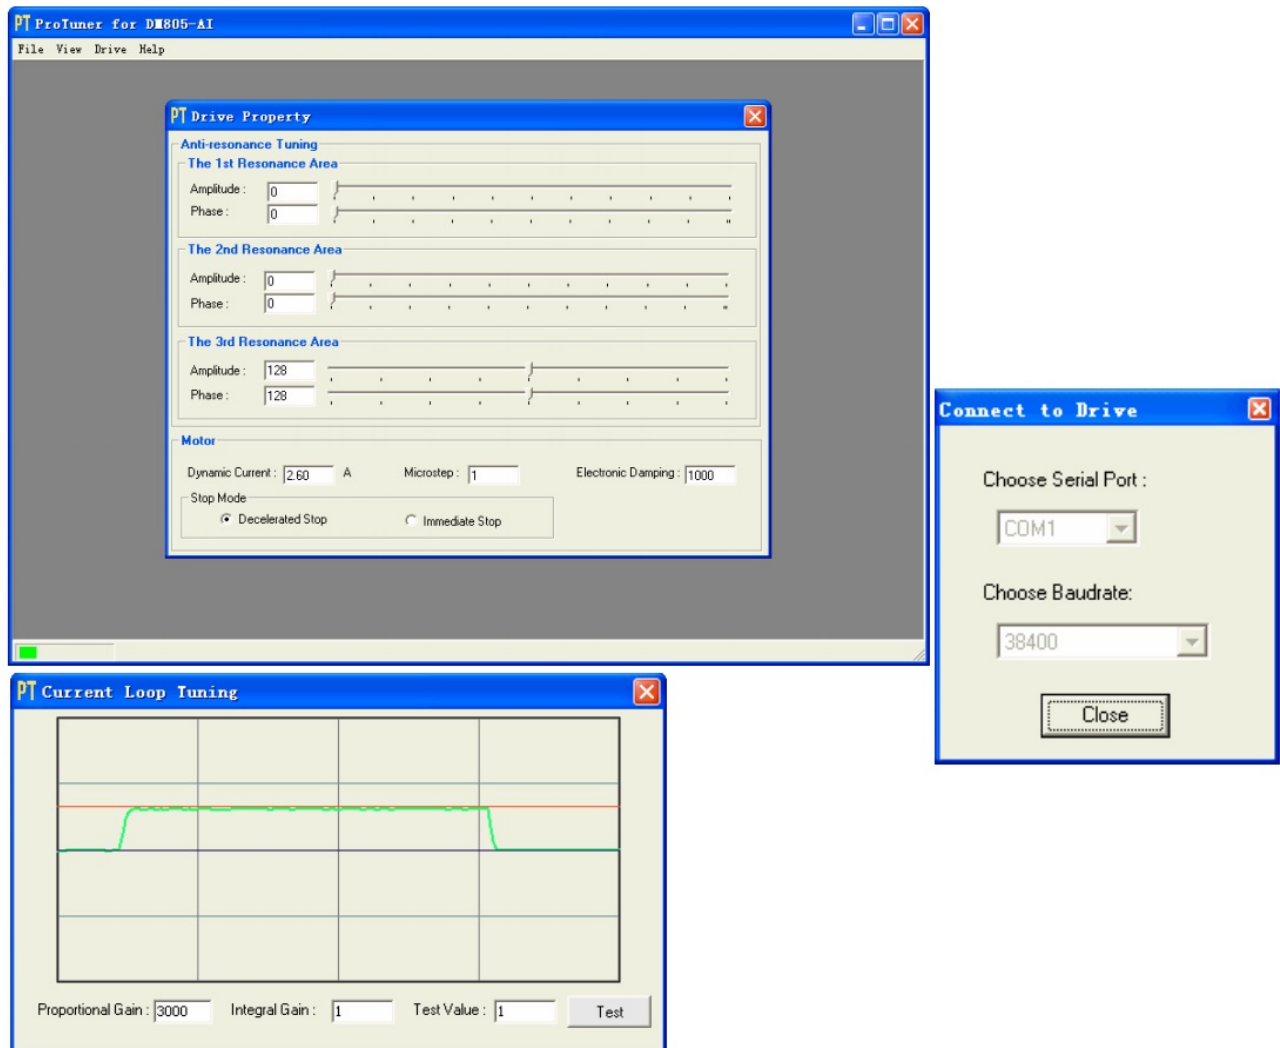 PT ProTuner for DM805-AI
File View Drive Help
PT Drive Property
Anti-resonance Tuning
The 1st Resonance Area
Amplitude : 0
Phase : 0
The 2nd Resonance Area
Amplitude : 0
Phase : 0
The 3rd Resonance Area
Amplitude : 128
Phase : 128
Motor
Dynamic Current : 2.60 A Microstep : 1 Electronic Damping : 1000
Stop Mode
Decelerated Stop Immediate Stop
Connect to Drive
Choose Serial Port :
COM1
Choose Baudrate:
38400
Close
PT Current Loop Tuning
Proportional Gain : 3000 Integral Gain : 1 Test Value : 1 Test